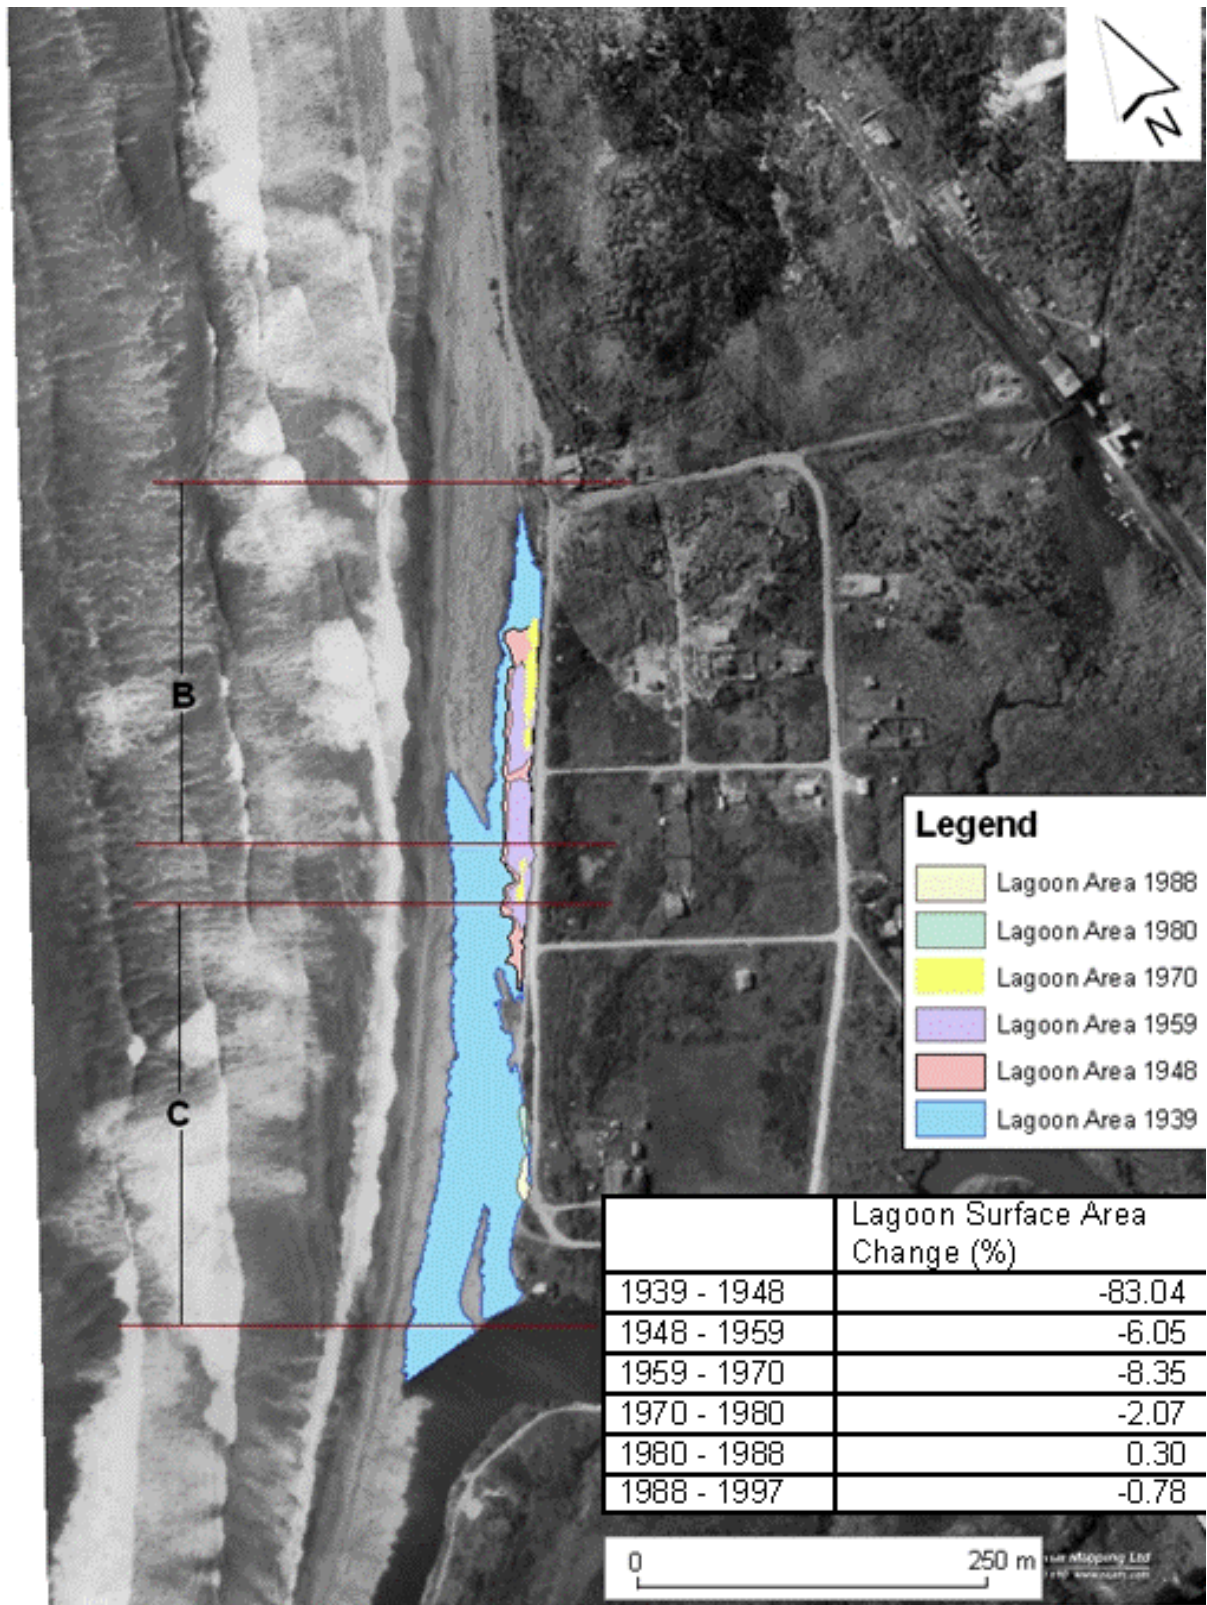 N
B
C
Legend
Lagoon Area 1988
Lagoon Area 1980
Lagoon Area 1970
Lagoon Area 1959
Lagoon Area 1948
Lagoon Area 1939
Lagoon Surface Area
Change (%)
1939 - 1948 -83.04
1948 - 1959 -6.05
1959 - 1970 -8.35
1970 - 1980 -2.07
1980 - 1988 0.30
1988 - 1997 -0.78
0 250 m
Mapping Ltd